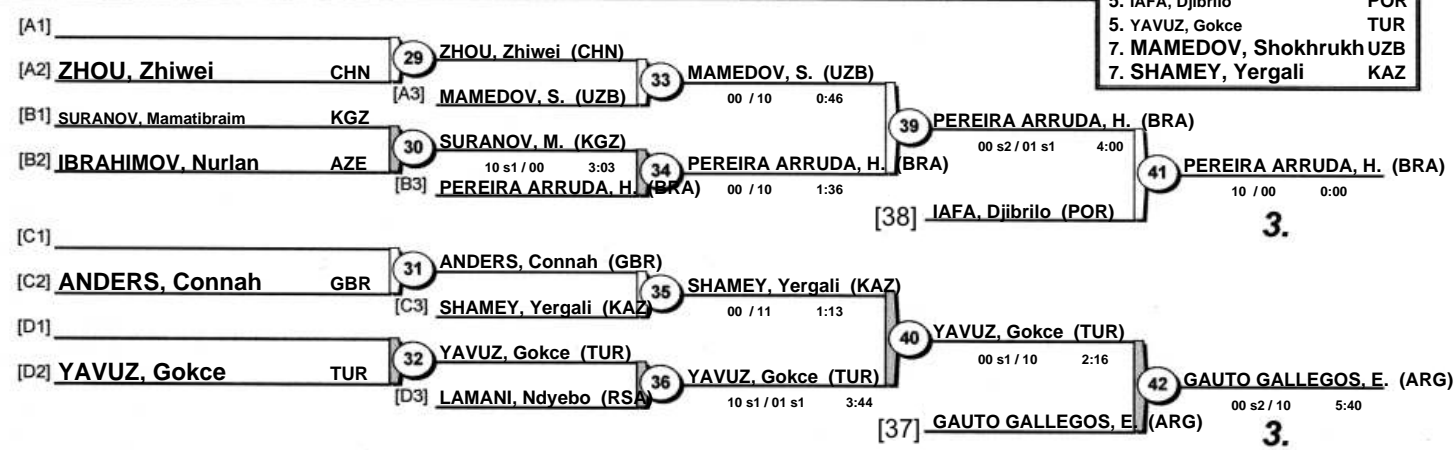 5. IAFA, Djibrilo POR
5. YAVUZ, Gokce TUR
7. MAMEDOV, Shokhrukh UZB
7. SHAMEY, Yergali KAZ
[A1]
[A2] ZHOU, Zhiwei CHN
29
ZHOU, Zhiwei (CHN)
[A3] MAMEDOV, S. (UZB)
33
MAMEDOV, S. (UZB)
00 / 10 0:46
[B1] SURANOV, Mamatibraim KGZ
[B2] IBRAHIMOV, Nurlan AZE
30
SURANOV, M. (KGZ)
10 s1 / 00 3:03
[B3] PEREIRA ARRUDA, H. (BRA)
34
PEREIRA ARRUDA, H. (BRA)
00 / 10 1:36
39
PEREIRA ARRUDA, H. (BRA)
00 s2 / 01 s1 4:00
[38] IAFA, Djibrilo (POR)
41
PEREIRA ARRUDA, H. (BRA)
10 / 00 0:00
3.
[C1]
[C2] ANDERS, Connah GBR
31
ANDERS, Connah (GBR)
[C3] SHAMEY, Yergali (KAZ)
35
SHAMEY, Yergali (KAZ)
00 / 11 1:13
[D1]
[D2] YAVUZ, Gokce TUR
32
YAVUZ, Gokce (TUR)
[D3] LAMANI, Ndyebo (RSA)
36
YAVUZ, Gokce (TUR)
10 s1 / 01 s1 3:44
40
YAVUZ, Gokce (TUR)
00 s1 / 10 2:16
[37] GAUTO GALLEGOS, E. (ARG)
42
GAUTO GALLEGOS, E. (ARG)
00 s2 / 10 5:40
3.